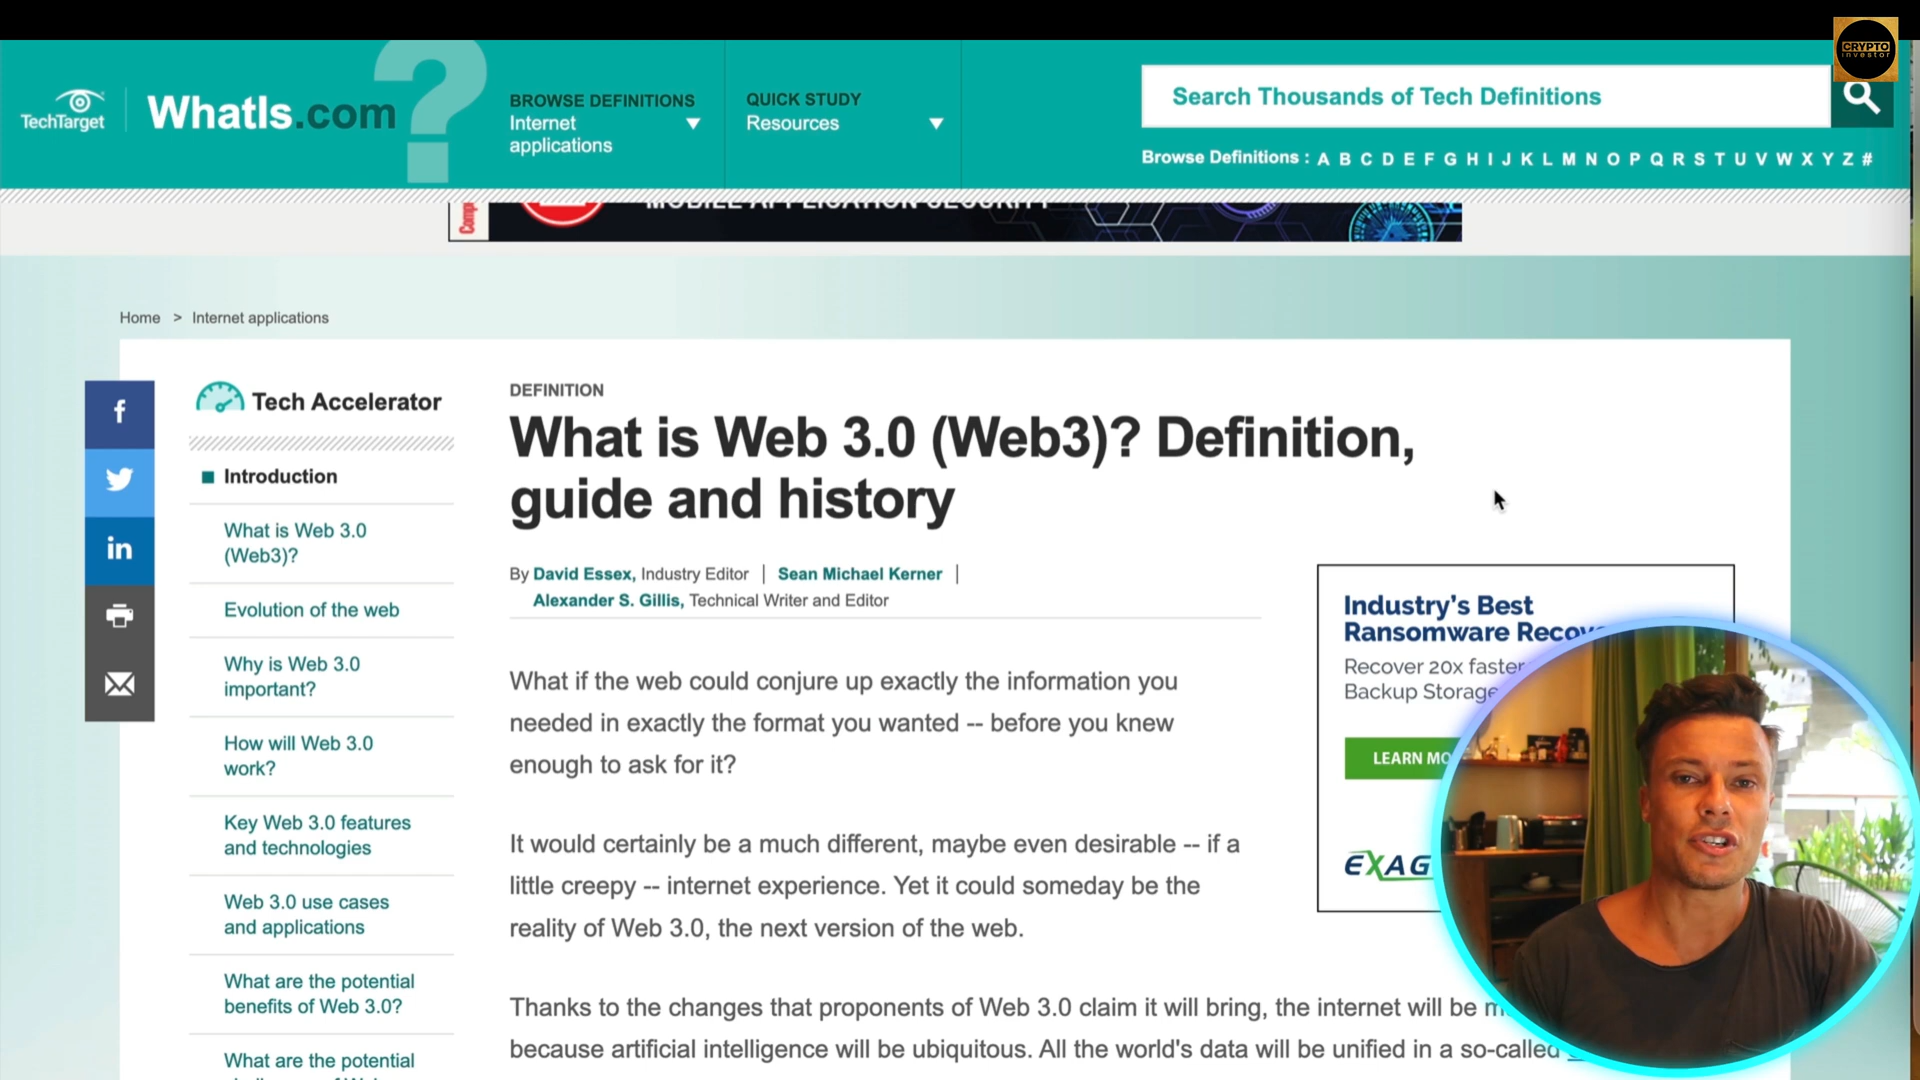 CRYPTO
investor
TechTarget
WhatIs.com
?
BROWSE DEFINITIONS
Internet
applications
QUICK STUDY
Resources
Search Thousands of Tech Definitions
Browse Definitions : A B C D E F G H I J K L M N O P Q R S T U V W X Y Z #
MOBILE APPLICATION SECURITY
Home > Internet applications
f
in
Tech Accelerator
Introduction
What is Web 3.0
(Web3)?
Evolution of the web
Why is Web 3.0
important?
How will Web 3.0
work?
Key Web 3.0 features
and technologies
Web 3.0 use cases
and applications
What are the potential
benefits of Web 3.0?
What are the potential
DEFINITION
What is Web 3.0 (Web3)? Definition,
guide and history
By David Essex, Industry Editor | Sean Michael Kerner |
Alexander S. Gillis, Technical Writer and Editor
What if the web could conjure up exactly the information you
needed in exactly the format you wanted -- before you knew
enough to ask for it?
It would certainly be a much different, maybe even desirable -- if a
little creepy -- internet experience. Yet it could someday be the
reality of Web 3.0, the next version of the web.
Thanks to the changes that proponents of Web 3.0 claim it will bring, the internet will be
because artificial intelligence will be ubiquitous. All the world's data will be unified in a so-called
Industry's Best
Ransomware
Recover 20x faster
Backup Storage
LEARN
EXAG